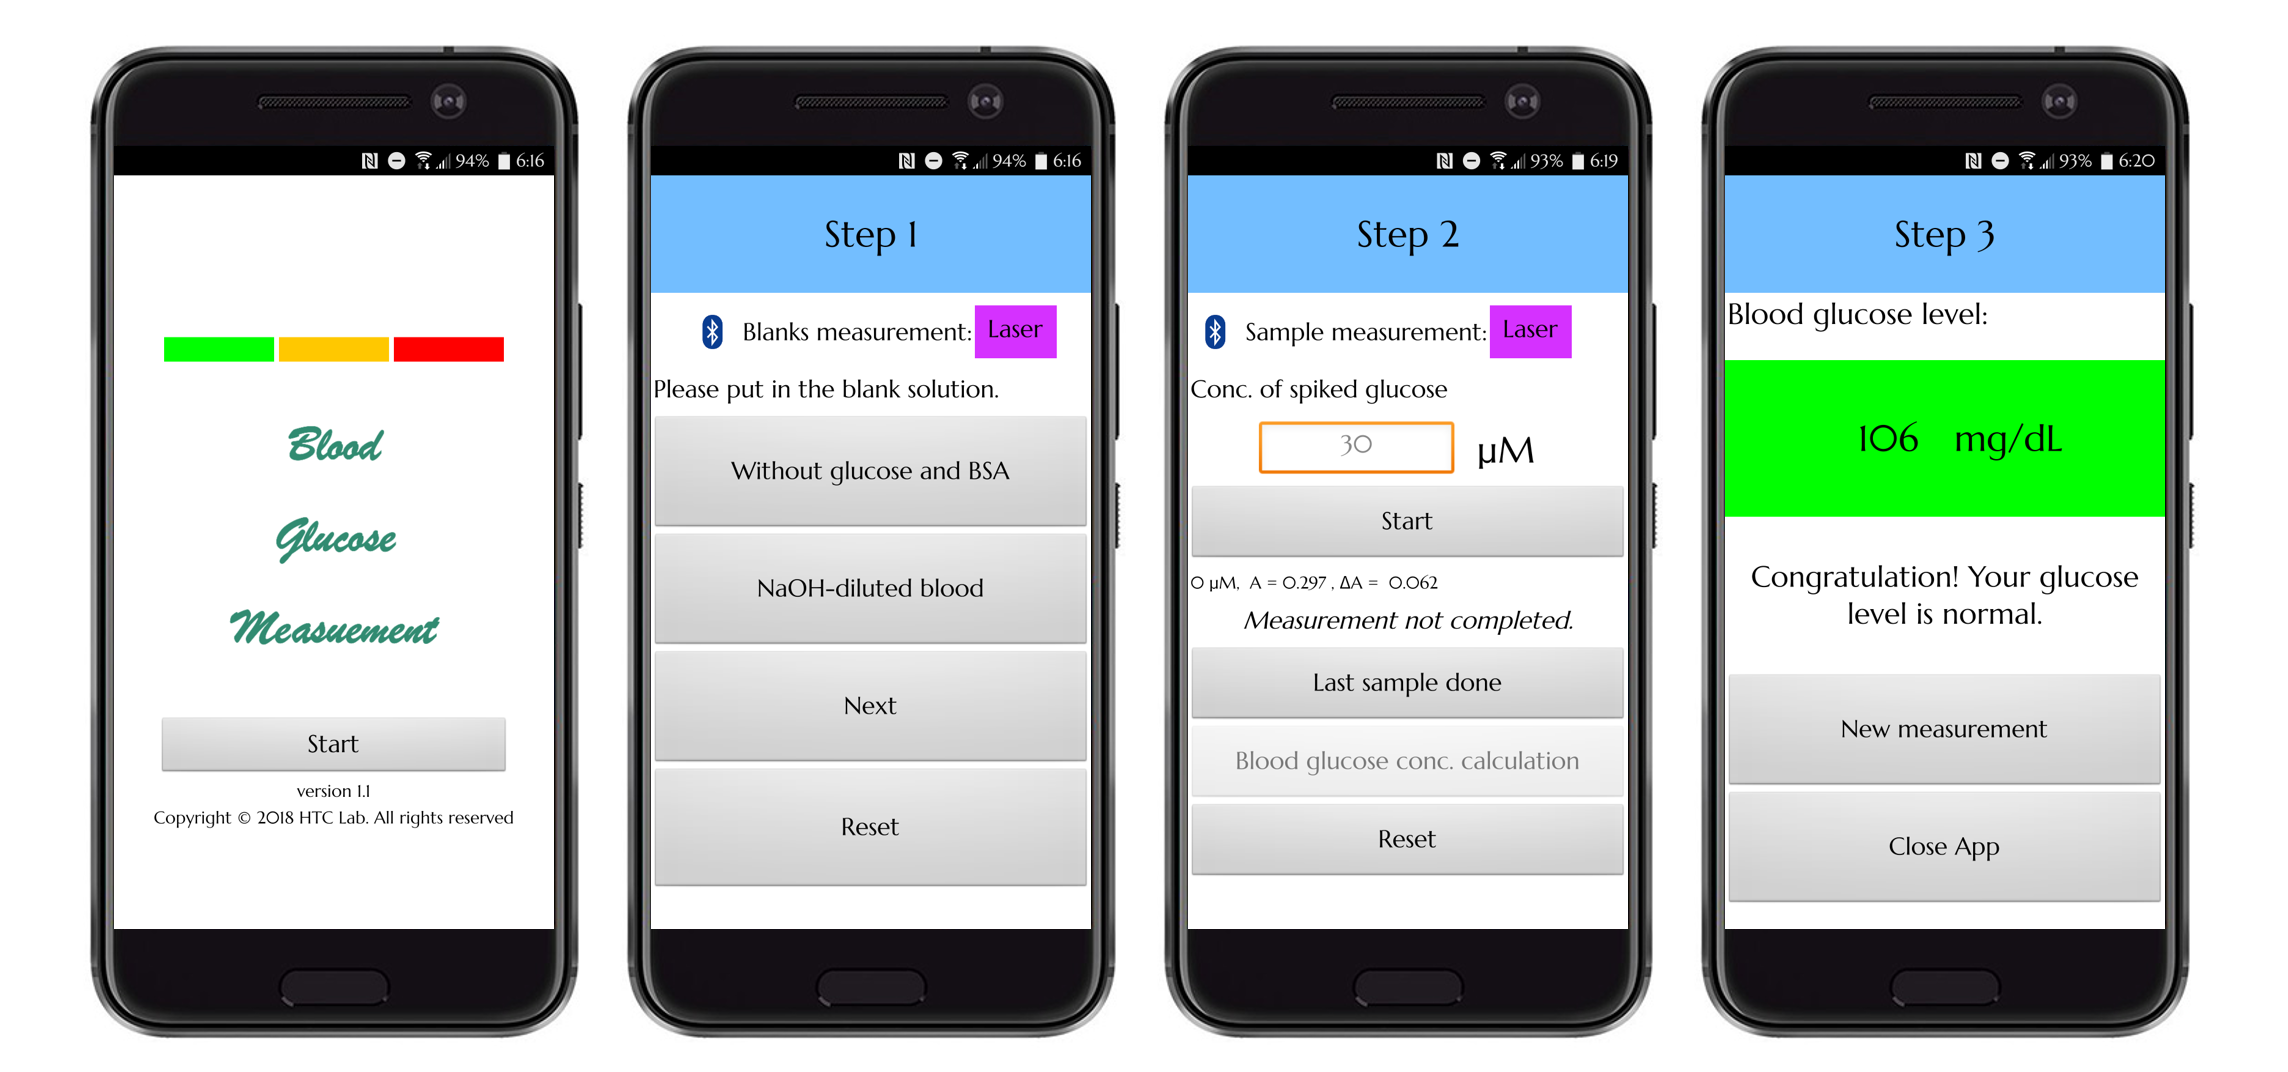 94% 6:16
Blood
Glucose
Measuement
Start
version 1.1
Copyright © 2018 HTC Lab. All rights reserved
94% 6:16
Step 1
Blanks measurement: Laser
Please put in the blank solution.
Without glucose and BSA
NaOH-diluted blood
Next
Reset
93% 6:19
Step 2
Sample measurement: Laser
Conc. of spiked glucose
30 µM
Start
0 µM, A = 0.297 , ΔA = 0.062
Measurement not completed.
Last sample done
Blood glucose conc. calculation
Reset
93% 6:20
Step 3
Blood glucose level:
106 mg/dL
Congratulation! Your glucose
level is normal.
New measurement
Close App